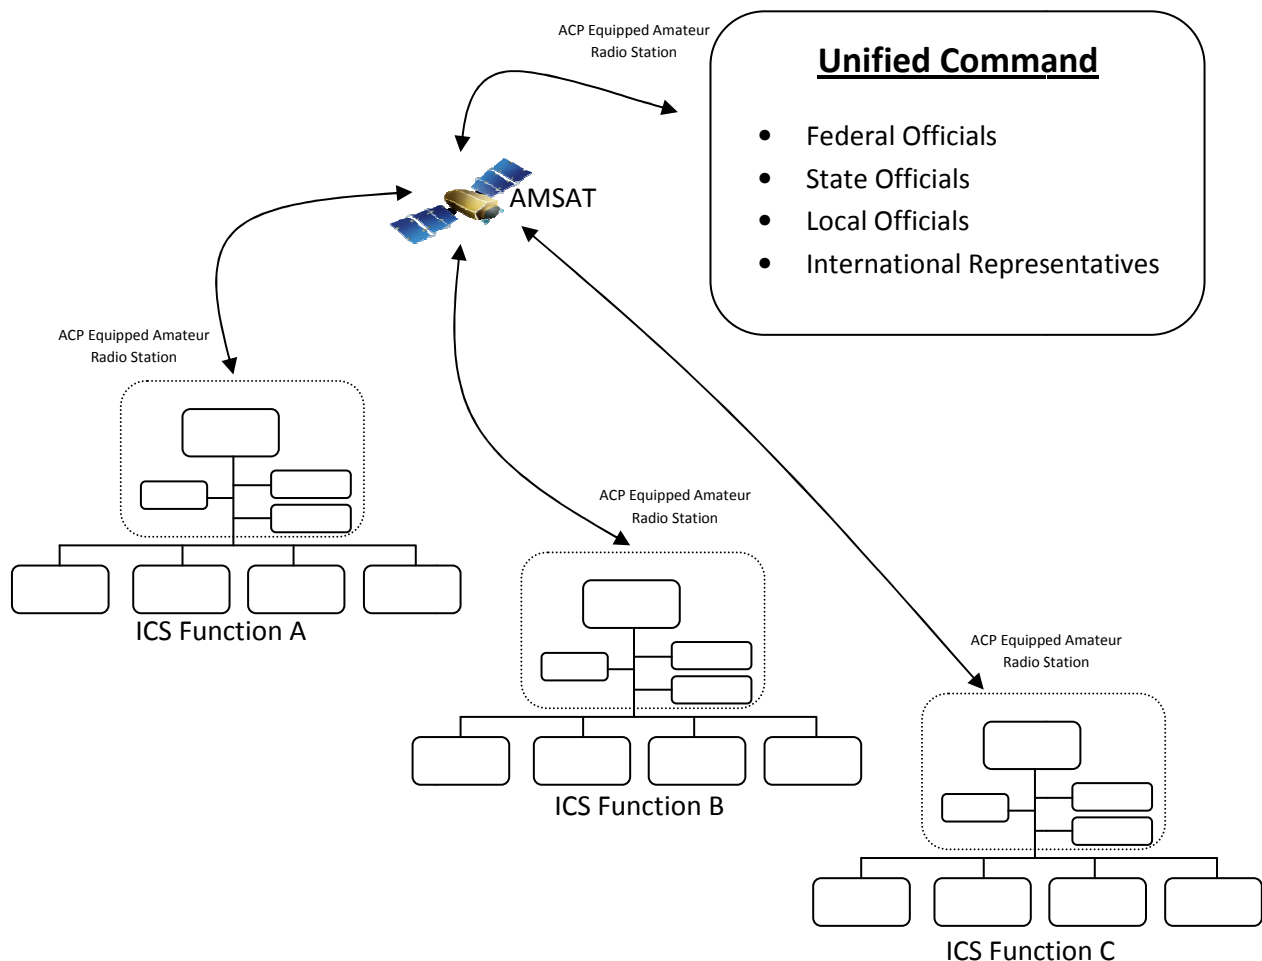 ACP Equipped Amateur
Radio Station
Unified Command
• Federal Officials
• State Officials
• Local Officials
• International Representatives
AMSAT
ACP Equipped Amateur
Radio Station
ICS Function A
ACP Equipped Amateur
Radio Station
ICS Function B
ACP Equipped Amateur
Radio Station
ICS Function C